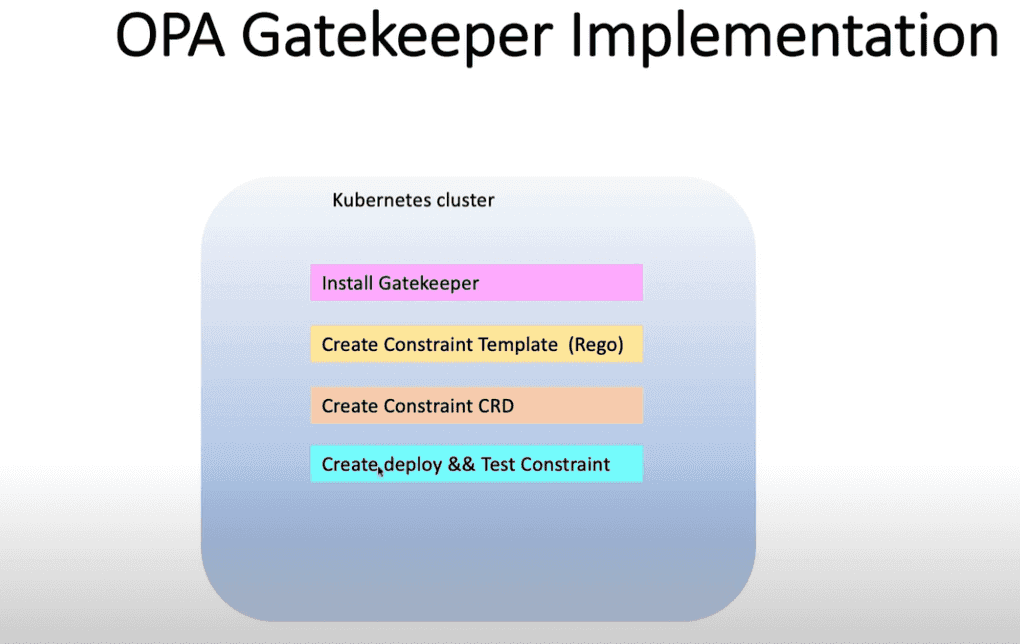 OPA Gatekeeper Implementation
Kubernetes cluster
Install Gatekeeper
Create Constraint Template (Rego)
Create Constraint CRD
Create deploy && Test Constraint